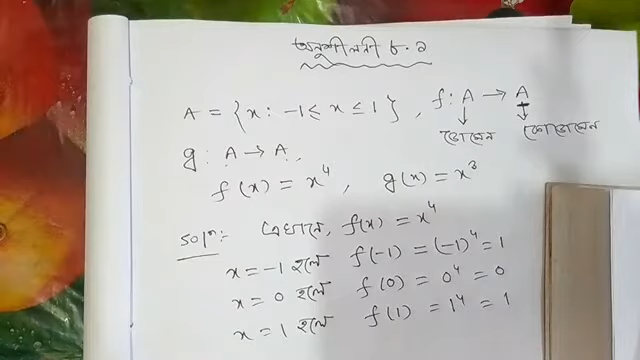 অনুশীলনী ৮.১
A = {x : -1 ≤ x ≤ 1}, f : A → A
ডোমেন কোডোমেন
g : A → A,
f(x) = x⁴, g(x) = x³
Solⁿ:- এখানে, f(x) = x⁴
x = -1 হলে f(-1) = (-1)⁴ = 1
x = 0 হলে f(0) = 0⁴ = 0
x = 1 হলে f(1) = 1⁴ = 1